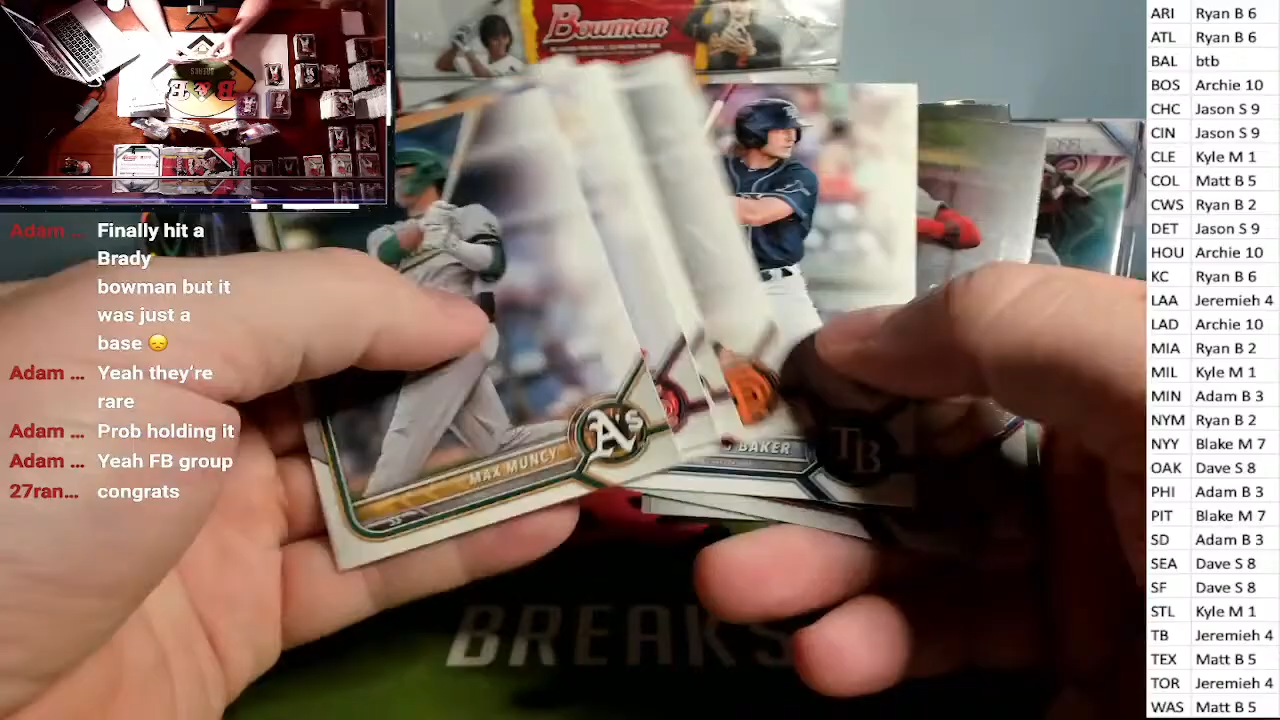 Bowman
Adam ... Finally hit a
Brady
bowman but it
was just a
base 😞
Adam ... Yeah they're
rare
Adam ... Prob holding it
Adam ... Yeah FB group
27ran... congrats
MAX MUNCY
A's
BAKER
TB
BREAKS
ARI Ryan B 6
ATL Ryan B 6
BAL btb
BOS Archie 10
CHC Jason S 9
CIN Jason S 9
CLE Kyle M 1
COL Matt B 5
CWS Ryan B 2
DET Jason S 9
HOU Archie 10
KC Ryan B 6
LAA Jeremieh 4
LAD Archie 10
MIA Ryan B 2
MIL Kyle M 1
MIN Adam B 3
NYM Ryan B 2
NYY Blake M 7
OAK Dave S 8
PHI Adam B 3
PIT Blake M 7
SD Adam B 3
SEA Dave S 8
SF Dave S 8
STL Kyle M 1
TB Jeremieh 4
TEX Matt B 5
TOR Jeremieh 4
WAS Matt B 5